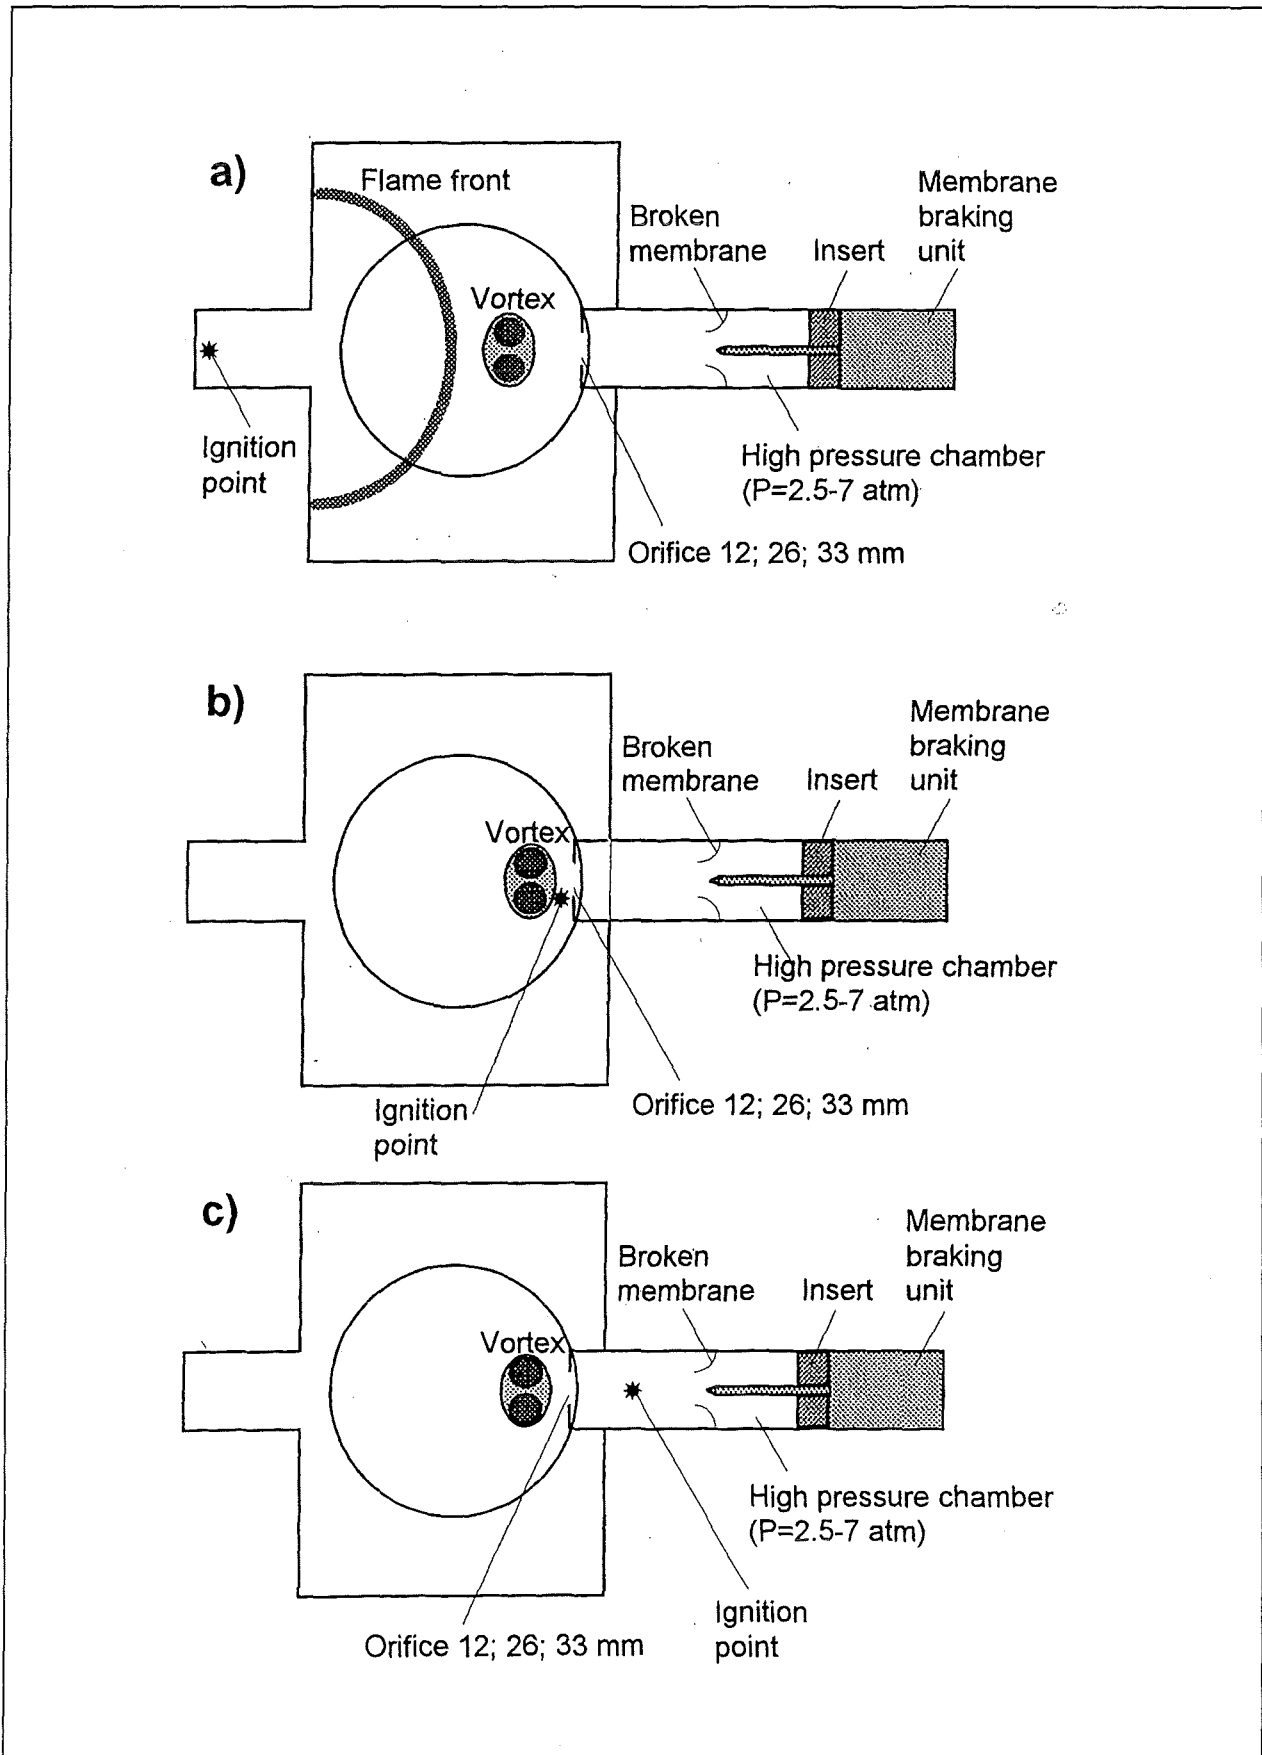 a)
Flame front
Membrane
braking
unit
Broken
membrane
Insert
Vortex
Ignition
point
High pressure chamber
(P=2.5-7 atm)
Orifice 12; 26; 33 mm
b)
Membrane
braking
unit
Broken
membrane
Insert
Vortex
High pressure chamber
(P=2.5-7 atm)
Ignition
point
Orifice 12; 26; 33 mm
c)
Membrane
braking
unit
Broken
membrane
Insert
Vortex
High pressure chamber
(P=2.5-7 atm)
Ignition
point
Orifice 12; 26; 33 mm